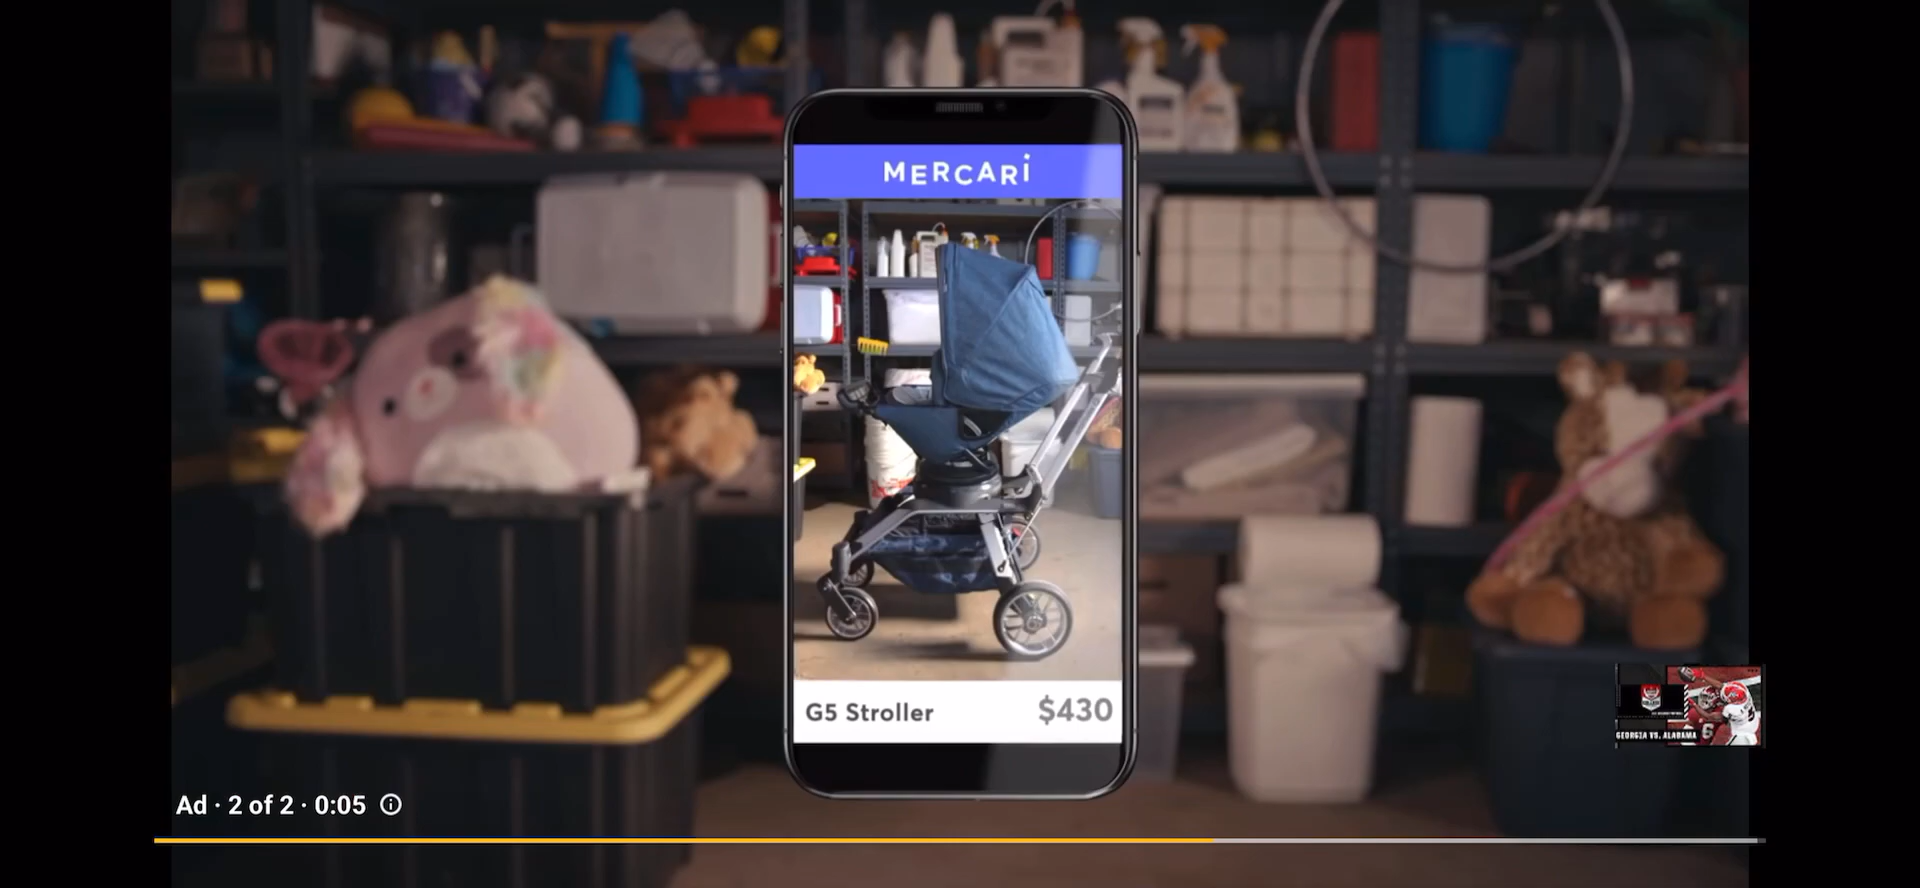 MERCARI
G5 Stroller
$430
GEORGIA VS. ALABAMA
Ad · 2 of 2 · 0:05